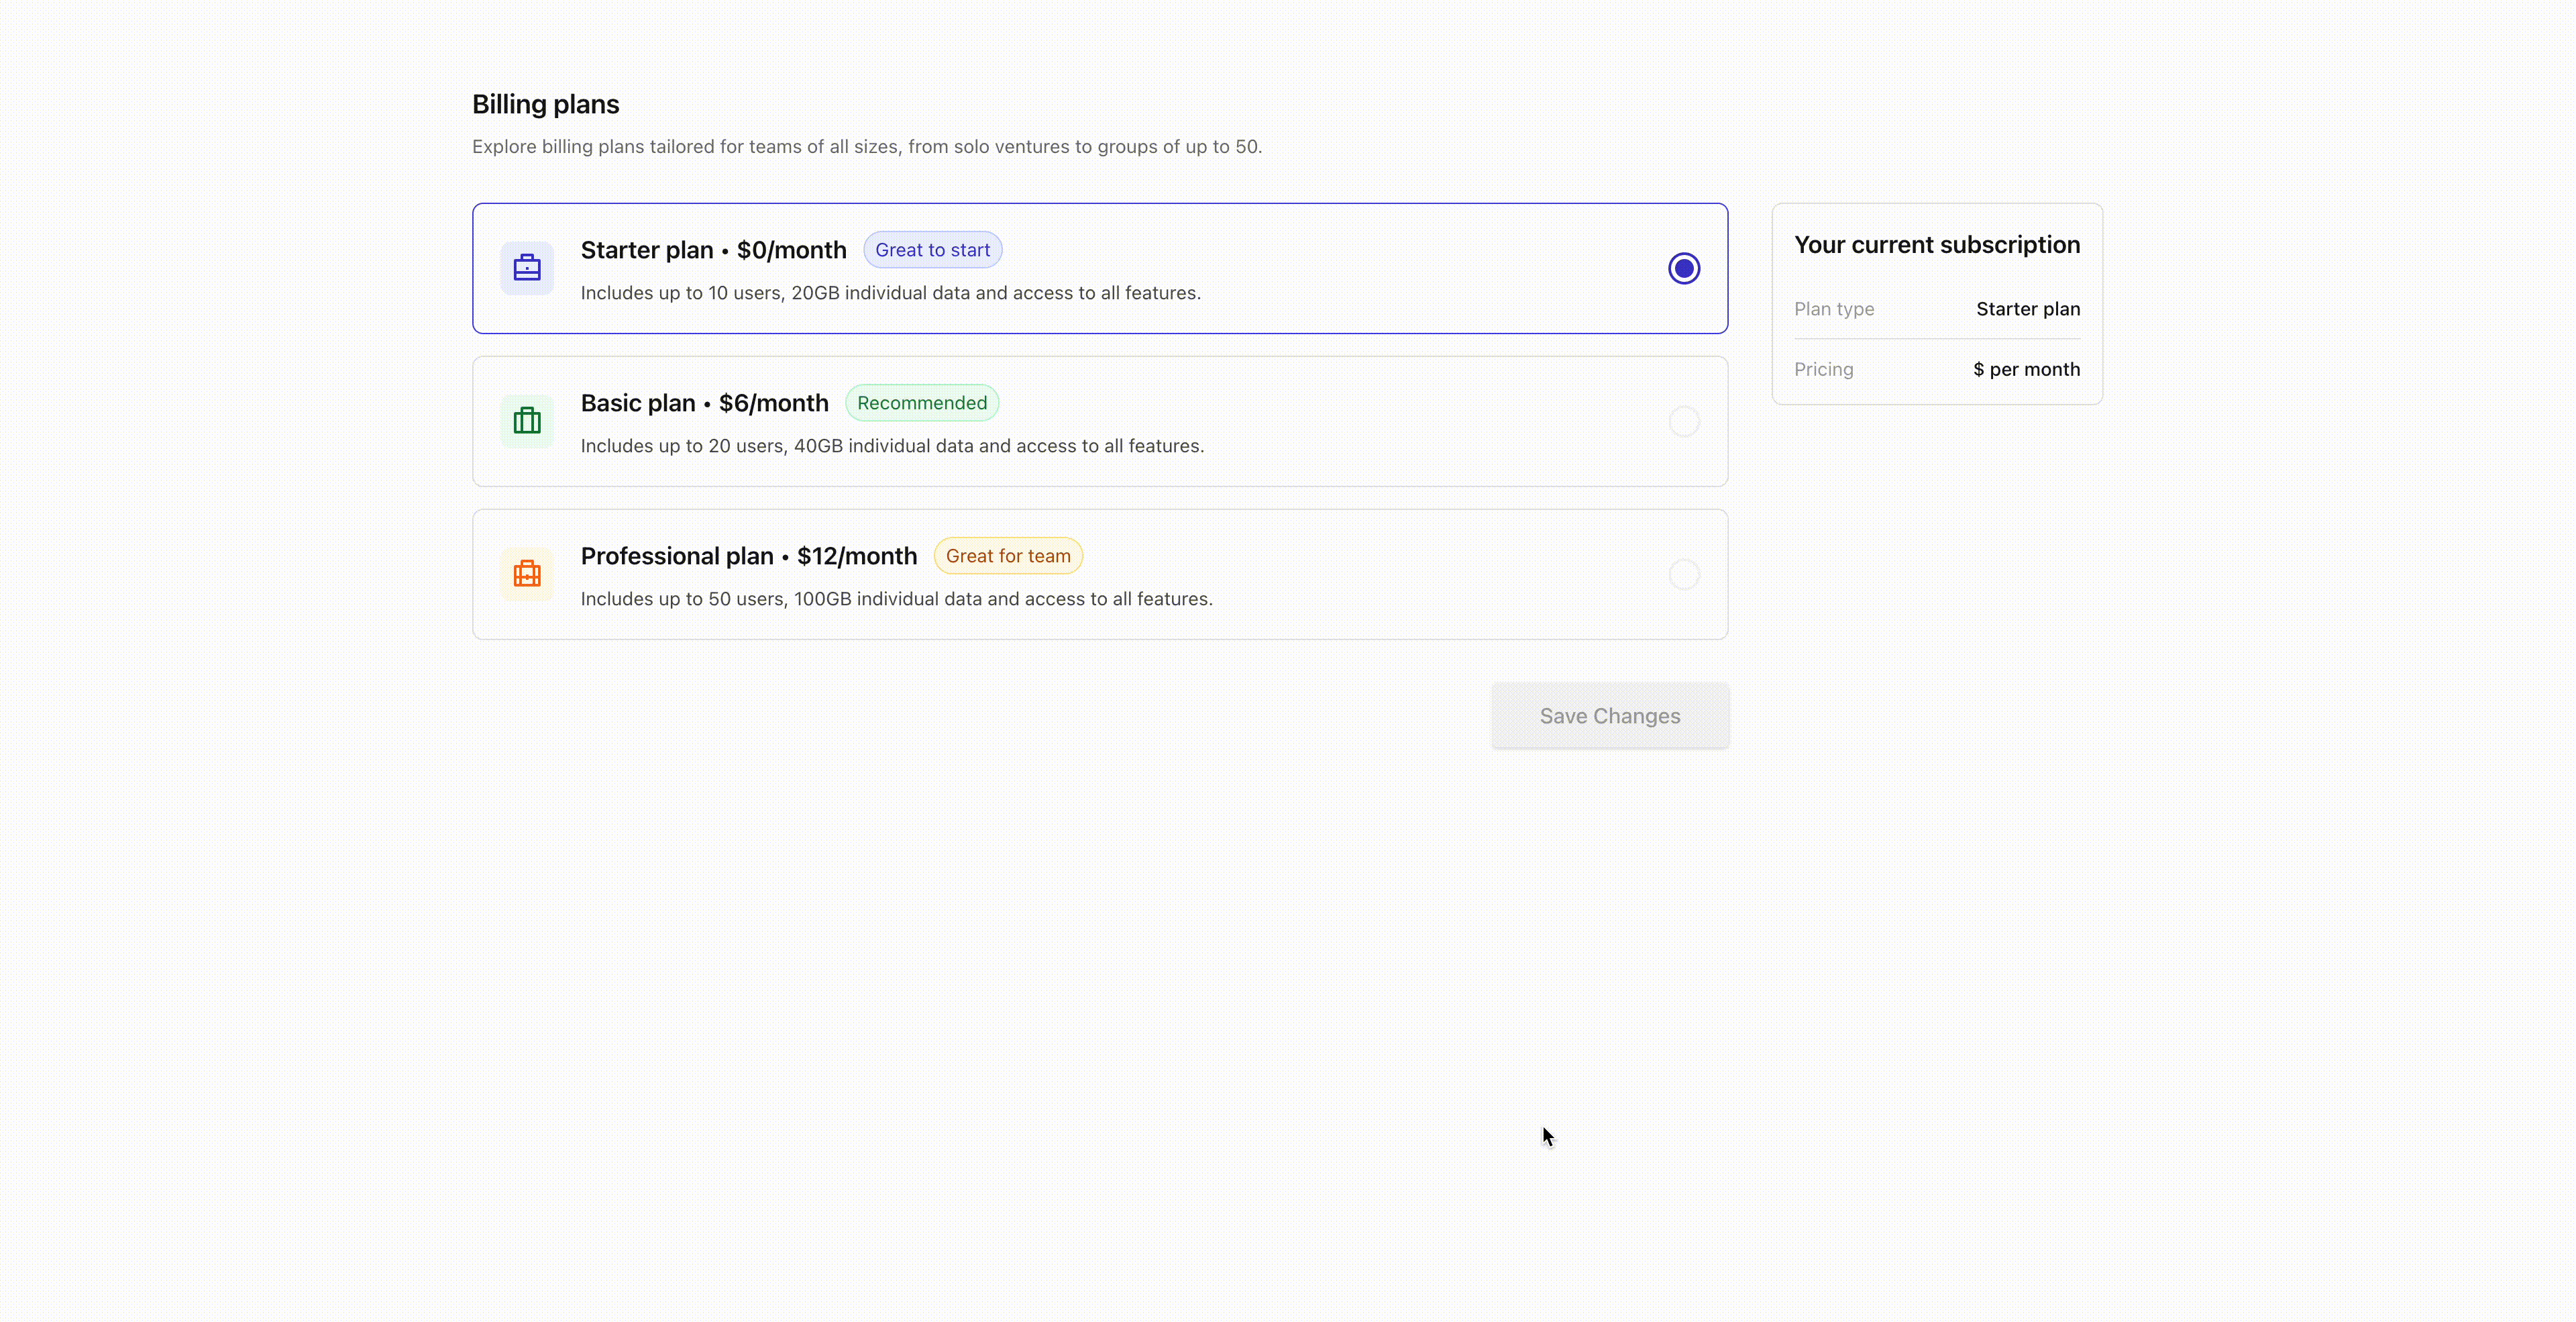 Billing plans
Explore billing plans tailored for teams of all sizes, from solo ventures to groups of up to 50.
Starter plan • $0/month Great to start
Includes up to 10 users, 20GB individual data and access to all features.
Basic plan • $6/month Recommended
Includes up to 20 users, 40GB individual data and access to all features.
Professional plan • $12/month Great for team
Includes up to 50 users, 100GB individual data and access to all features.
Save Changes
Your current subscription
Plan type Starter plan
Pricing $ per month